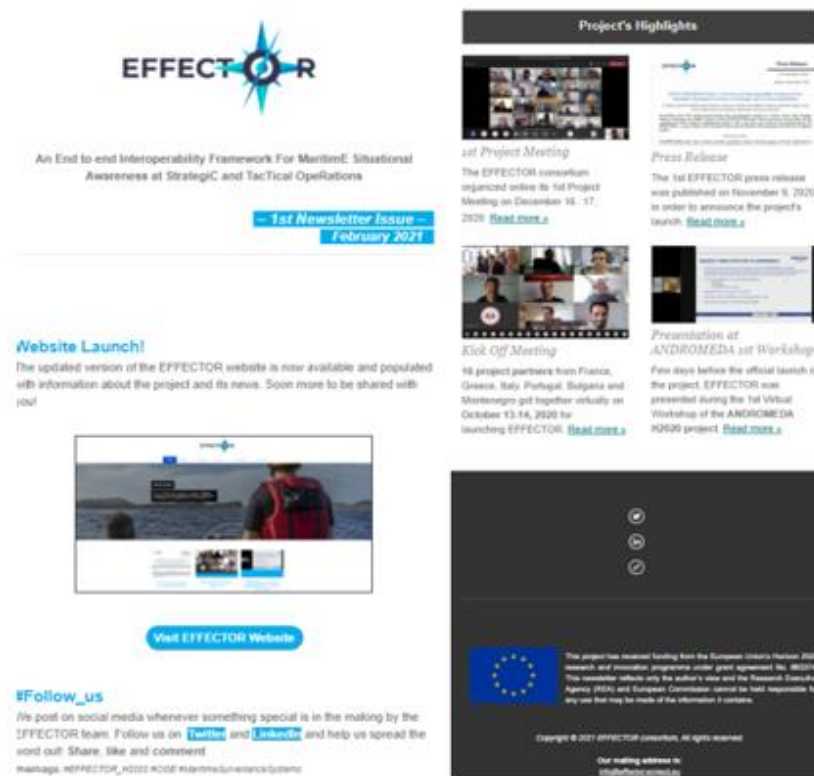 EFFECTOR
An End to end Interoperability Framework For MaritimE Situational
Awareness at StrategiC and TacTical OpeRations
– 1st Newsletter Issue –
February 2021
Website Launch!
The updated version of the EFFECTOR website is now available and populated
with information about the project and its news. Soon more to be shared with
you!
Visit EFFECTOR Website
#Follow_us
We post on social media whenever something special is in the making by the
EFFECTOR team. Follow us on Twitter and LinkedIn and help us spread the
word out! Share, like and comment
#EFFECTOR_H2020 #CISE #MaritimeSurveillanceSystems
Project's Highlights
1st Project Meeting
The EFFECTOR consortium
organized online its 1st Project
Meeting on December 16, 17,
2020. Read more »
Press Release
Press Release
The 1st EFFECTOR press release
was published on November 9, 2020
in order to announce the project's
launch. Read more »
Kick Off Meeting
16 project partners from France,
Greece, Italy, Portugal, Bulgaria and
Montenegro got together virtually on
October 13-14, 2020 for
launching EFFECTOR. Read more »
Presentation at
ANDROMEDA 1st Workshop
Few days before the official launch o
the project, EFFECTOR was
presented during the 1st Virtual
Workshop of the ANDROMEDA
H2020 project. Read more »
This project has received funding from the European Union's Horizon 202
research and innovation programme under grant agreement No.
This newsletter reflects only the author's view and the Research Executiv
Agency (REA) and European Commission cannot be held responsible fo
any use that may be made of the information it contains.
Copyright © 2021 EFFECTOR consortium, All rights reserved.
Our mailing address is: